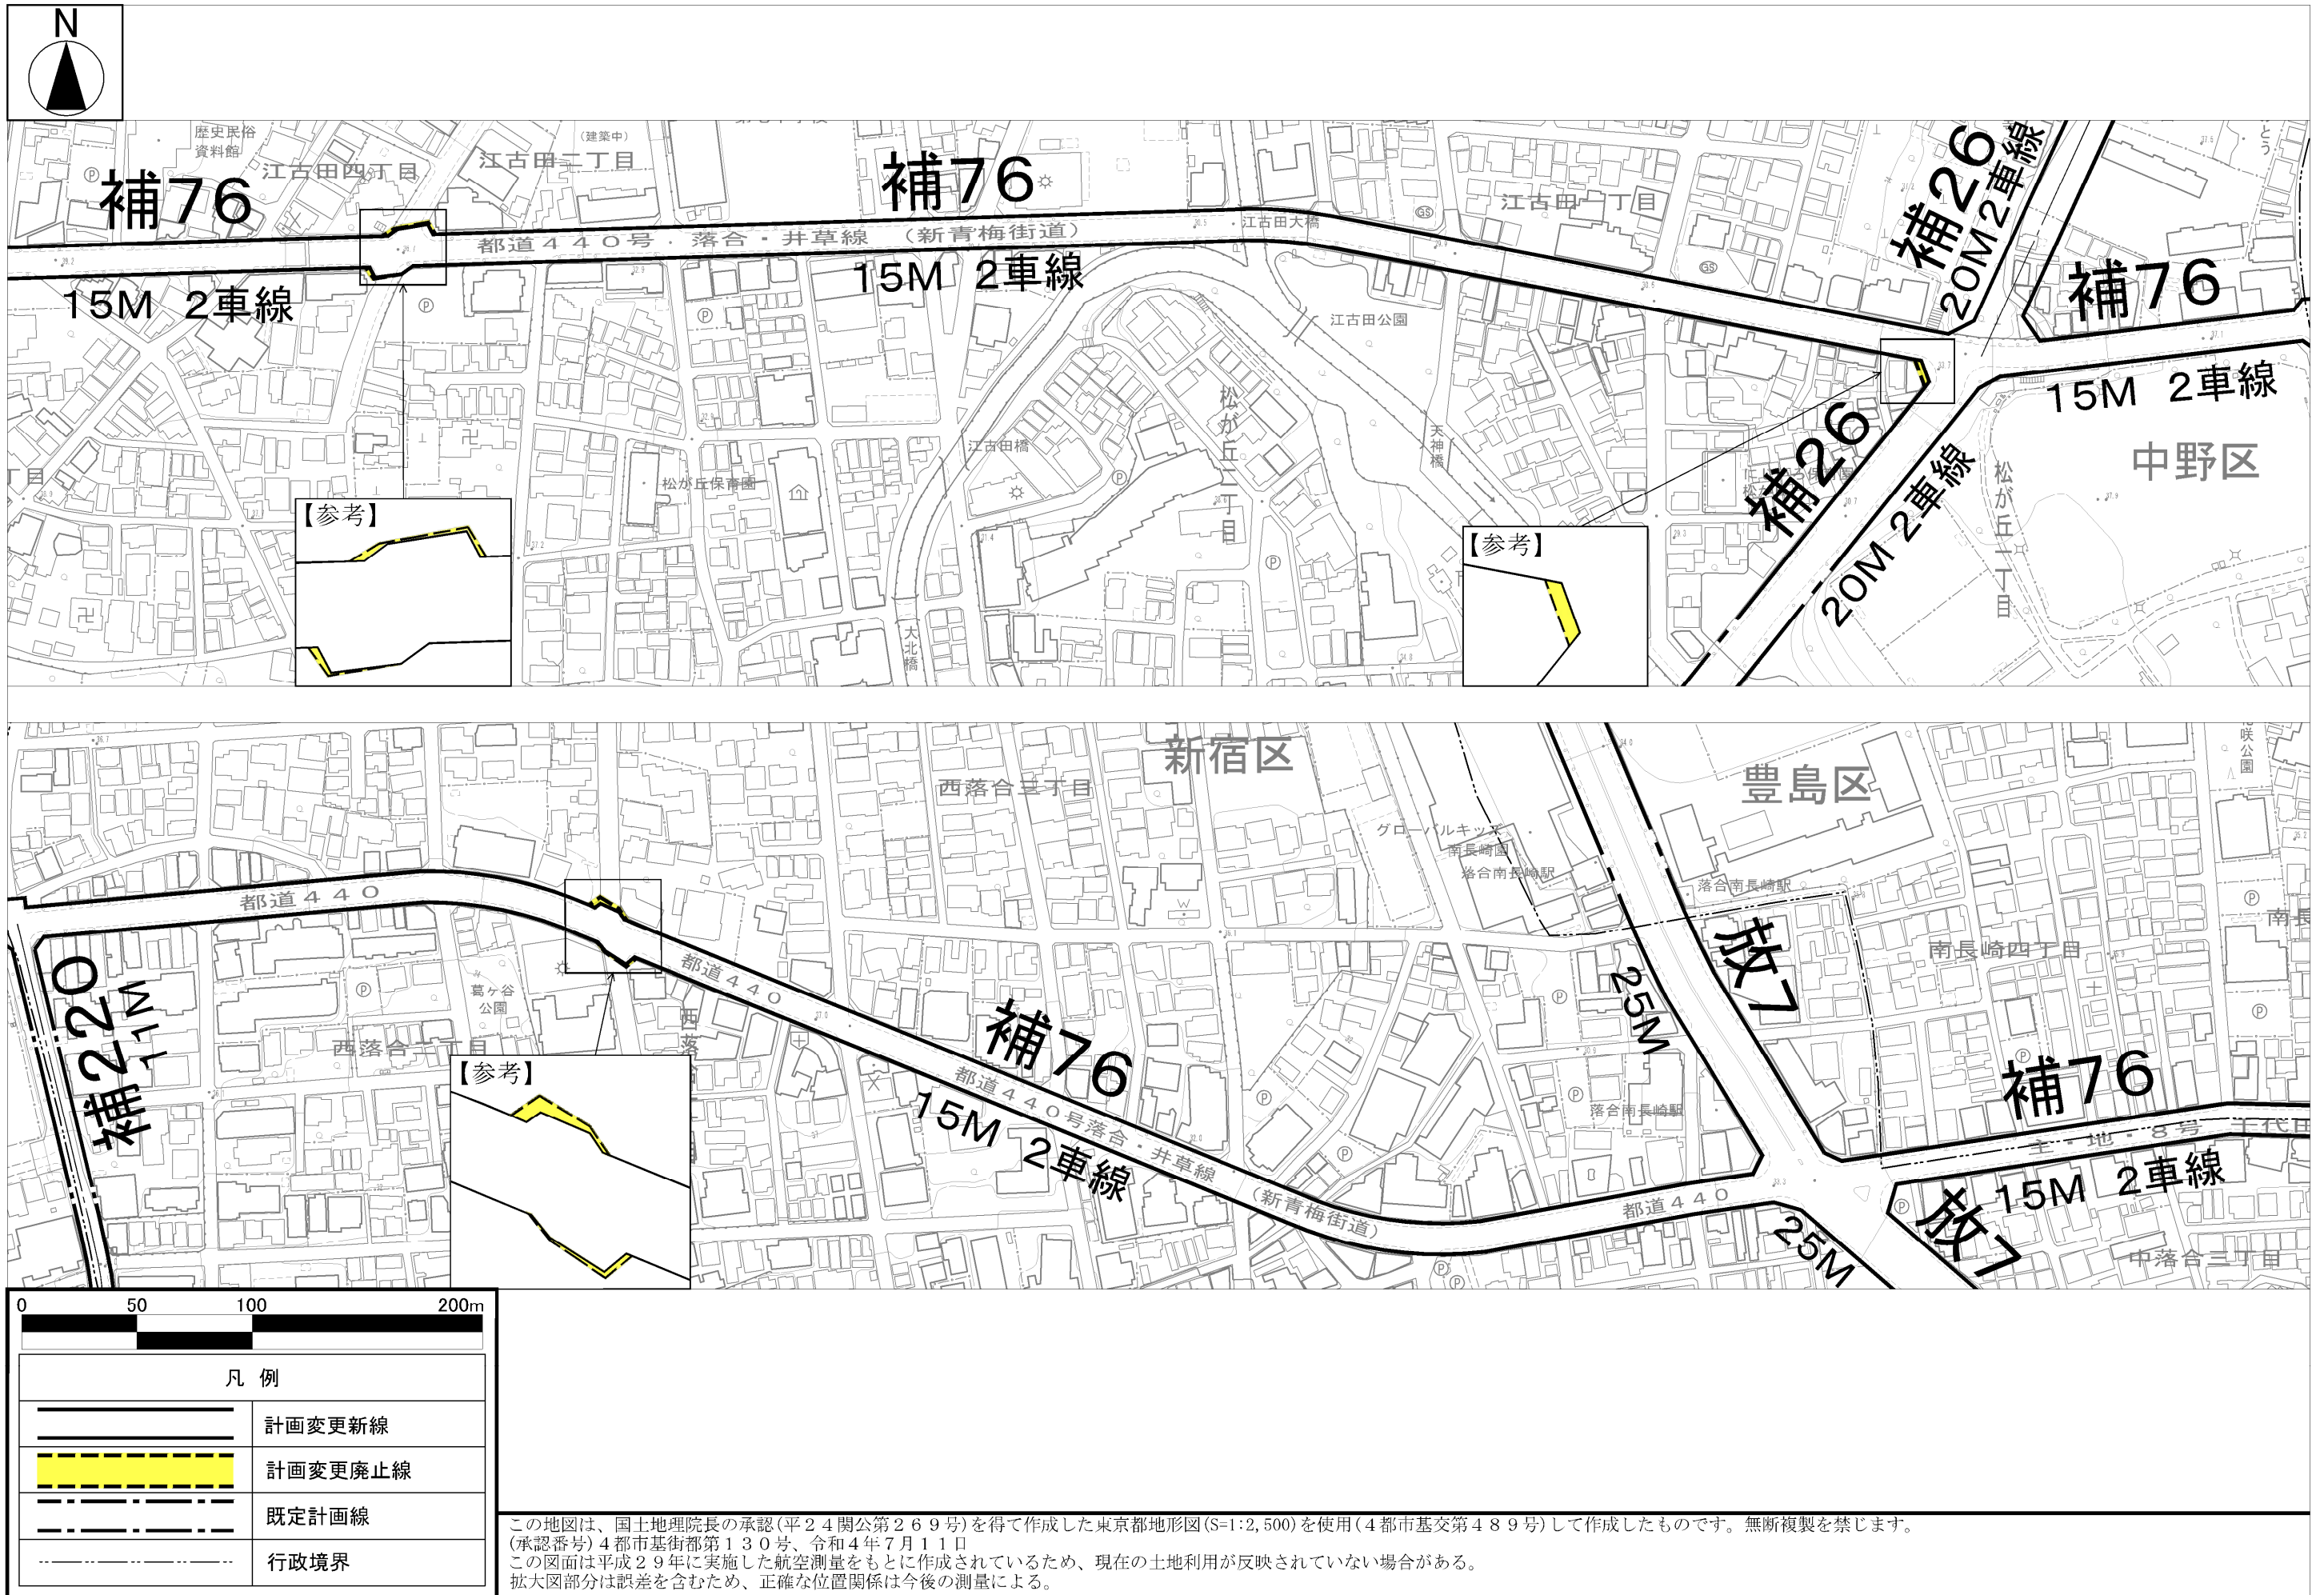 N
歴史民俗
資料館
江古田四丁目
(建築中)
江古田二丁目
補76
補76
江古田一丁目
補26
20M 2車線
補76
都道440号・落合・井草線 (新青梅街道)
江古田大橋
15M 2車線
15M 2車線
江古田公園
15M 2車線
中野区
松が丘二丁目
天神橋
江古田橋
松が丘保育園
補26
20M 2車線
松が丘一丁目
大北橋
【参考】
【参考】
新宿区
豊島区
西落合三丁目
咲公園
グローバルキッズ
南長崎園
落合南長崎駅
落合南長崎駅
都道440
都道440
放7
25M
南長崎四丁目
南長
補220
11M
葛ヶ谷
公園
西落合二丁目
西落
補76
都道440号落合・井草線 (新青梅街道)
15M 2車線
【参考】
落合南長崎駅
補76
主・地・8号
千代田
15M 2車線
都道440
25M
放7
中落合三丁目
0 50 100 200m
凡 例
計画変更新線
計画変更廃止線
既定計画線
行政境界
この地図は、国土地理院長の承認(平24関公第269号)を得て作成した東京都地形図(S=1:2,500)を使用(4都市基交第489号)して作成したものです。無断複製を禁じます。
(承認番号)4都市基街都第130号、令和4年7月11日
この図面は平成29年に実施した航空測量をもとに作成されているため、現在の土地利用が反映されていない場合がある。
拡大図部分は誤差を含むため、正確な位置関係は今後の測量による。